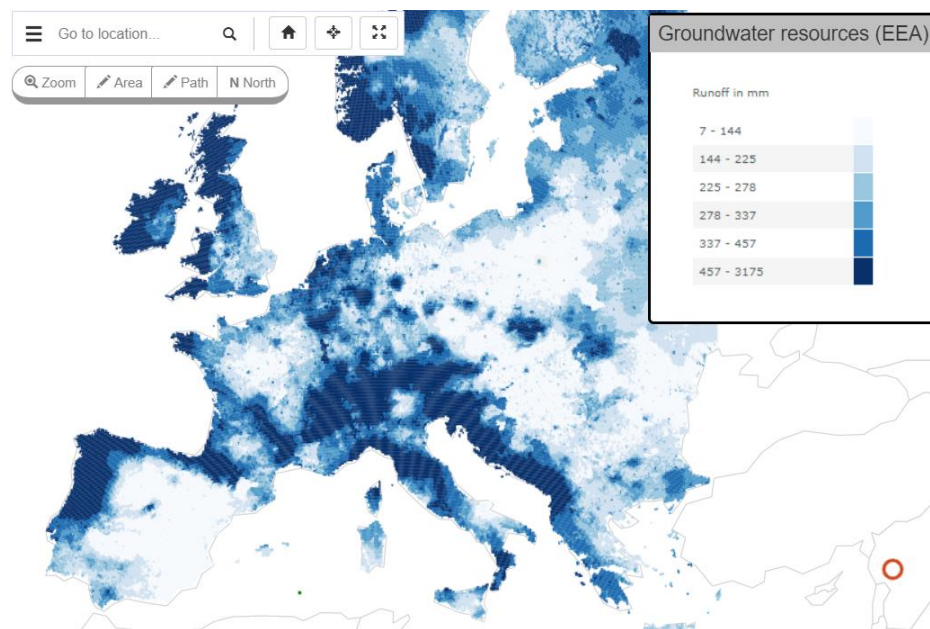 Go to location...
Zoom
Area
Path
N North
Groundwater resources (EEA)
Runoff in mm
7 - 144
144 - 225
225 - 278
278 - 337
337 - 457
457 - 3175